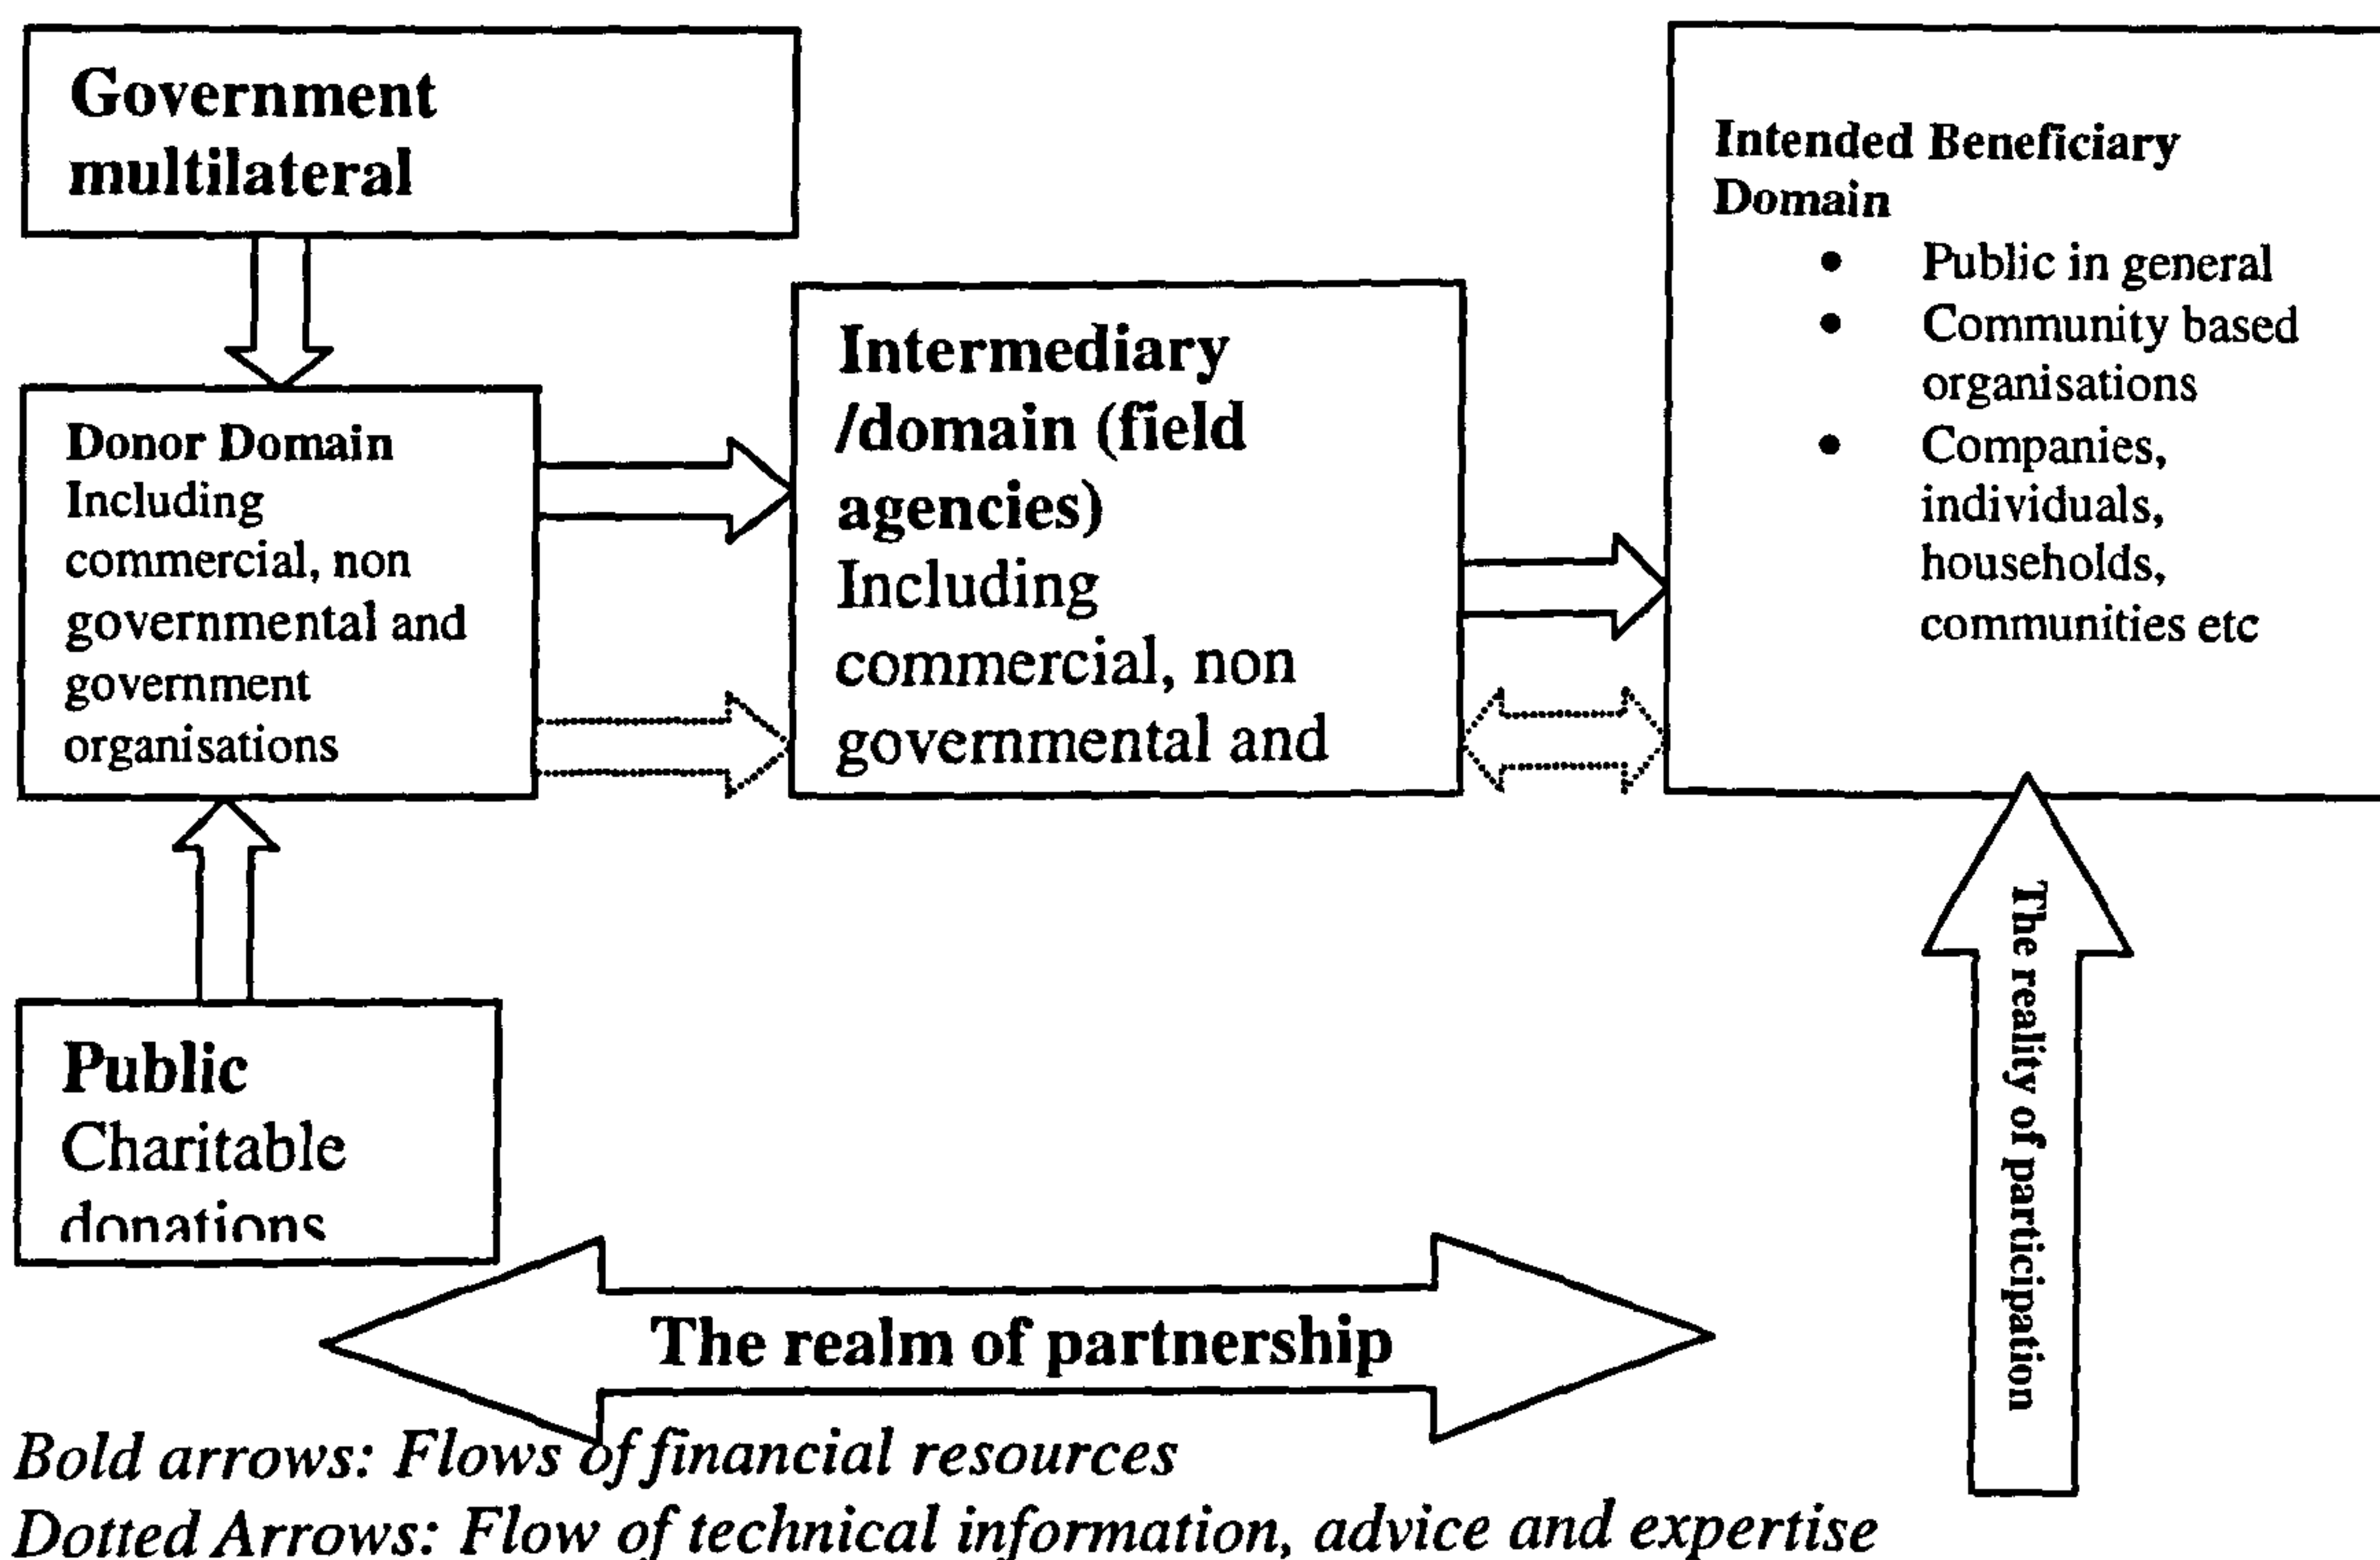 Government
multilateral
Donor Domain
Including
commercial, non
governmental and
government
organisations
Public
Charitable
donations
Intermediary
/domain (field
agencies)
Including
commercial, non
governmental and
Intended Beneficiary
Domain
• Public in general
• Community based
organisations
• Companies,
individuals,
households,
communities etc
The reality of participation
The realm of partnership
Bold arrows: Flows of financial resources
Dotted Arrows: Flow of technical information, advice and expertise